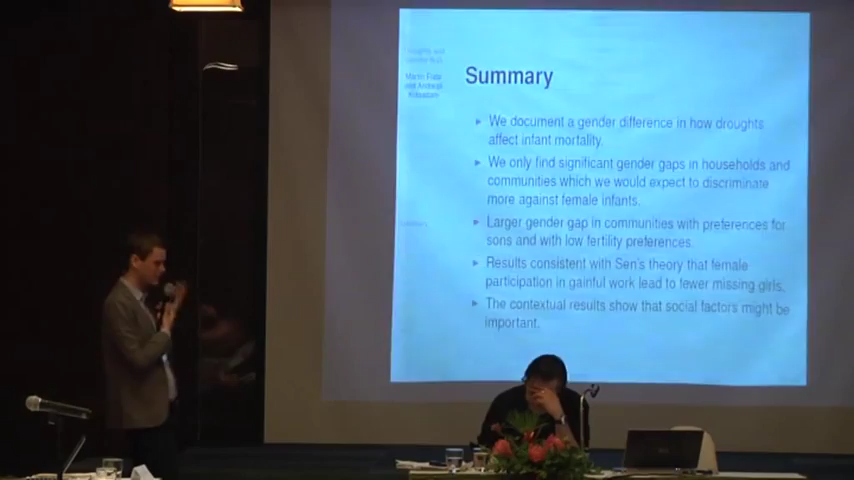 Summary
▸ We document a gender difference in how droughts
affect infant mortality.
▸ We only find significant gender gaps in households and
communities which we would expect to discriminate
more against female infants.
▸ Larger gender gap in communities with preferences for
sons and with low fertility preferences.
▸ Results consistent with Sen's theory that female
participation in gainful work lead to fewer missing girls.
▸ The contextual results show that social factors might be
important.